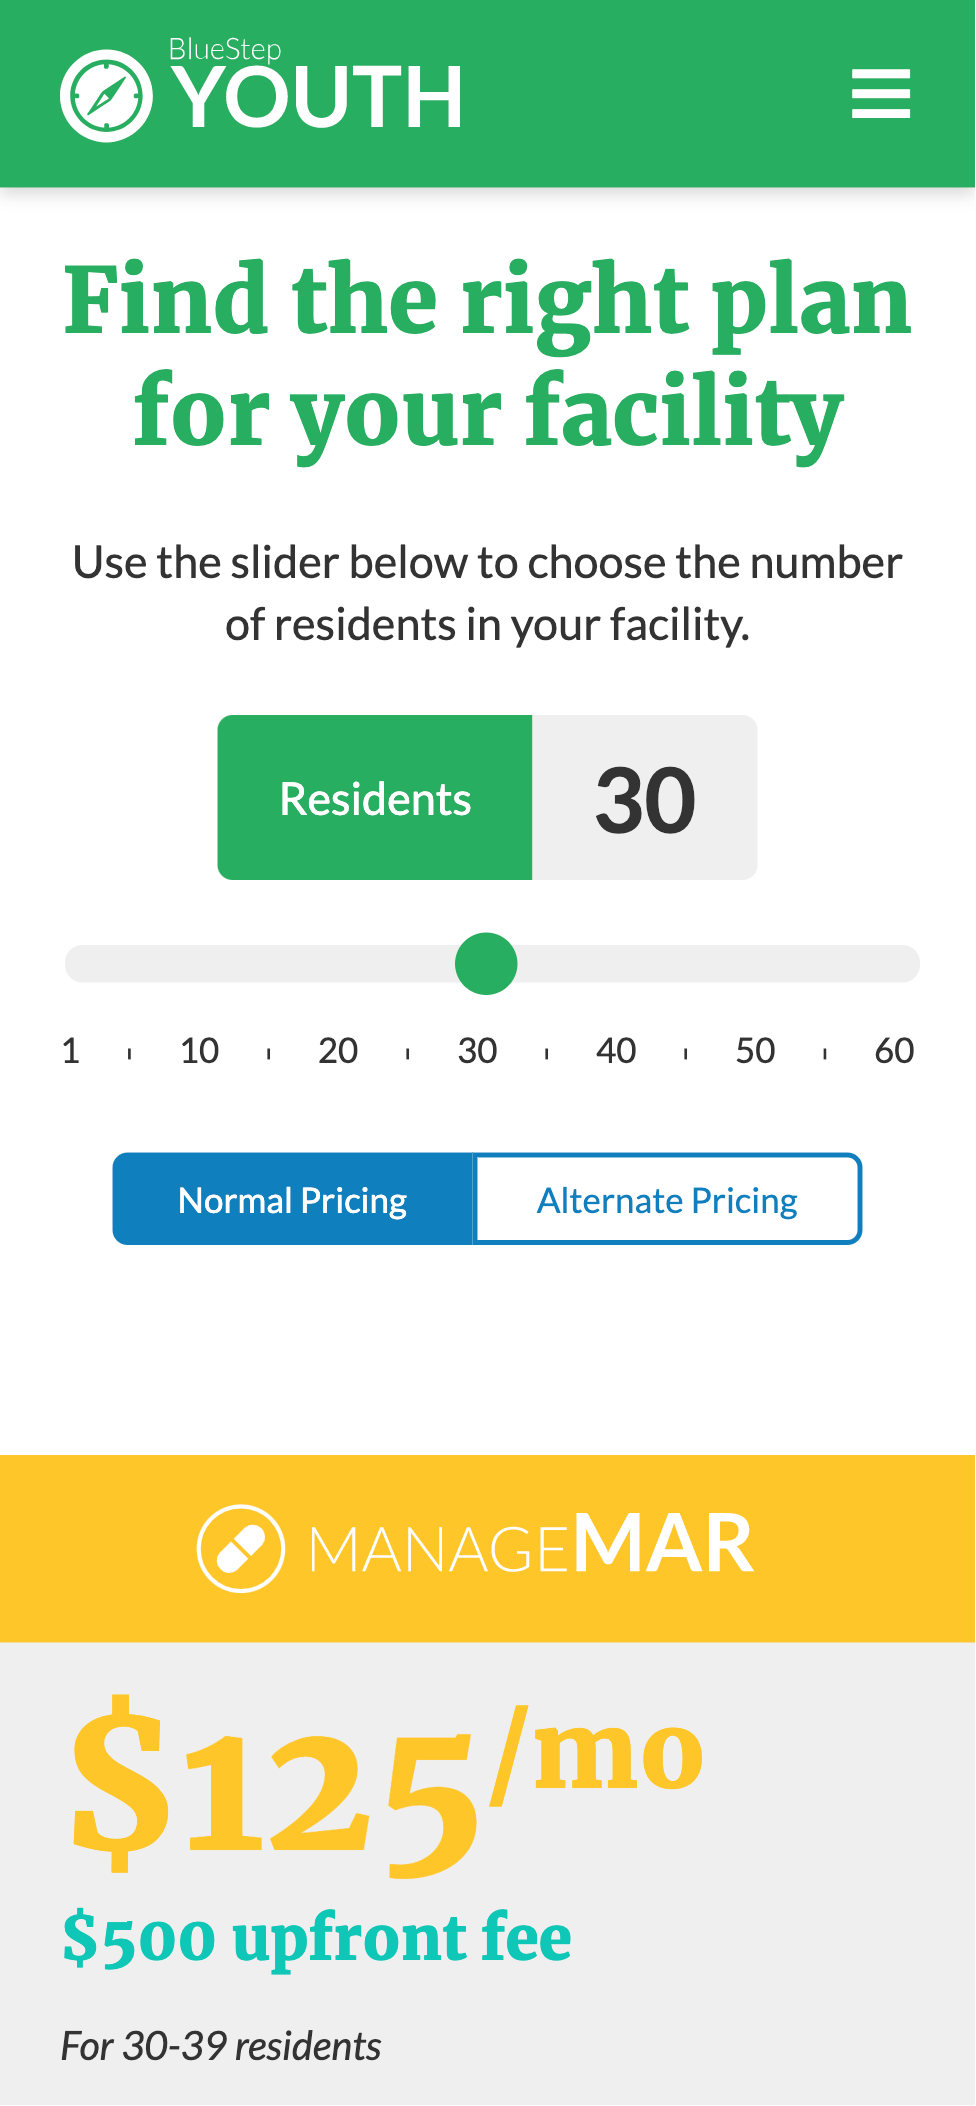 BlueStep
YOUTH
Find the right plan
for your facility
Use the slider below to choose the number
of residents in your facility.
Residents 30
1 10 20 30 40 50 60
Normal Pricing Alternate Pricing
MANAGEMAR
$125/mo
$500 upfront fee
For 30-39 residents